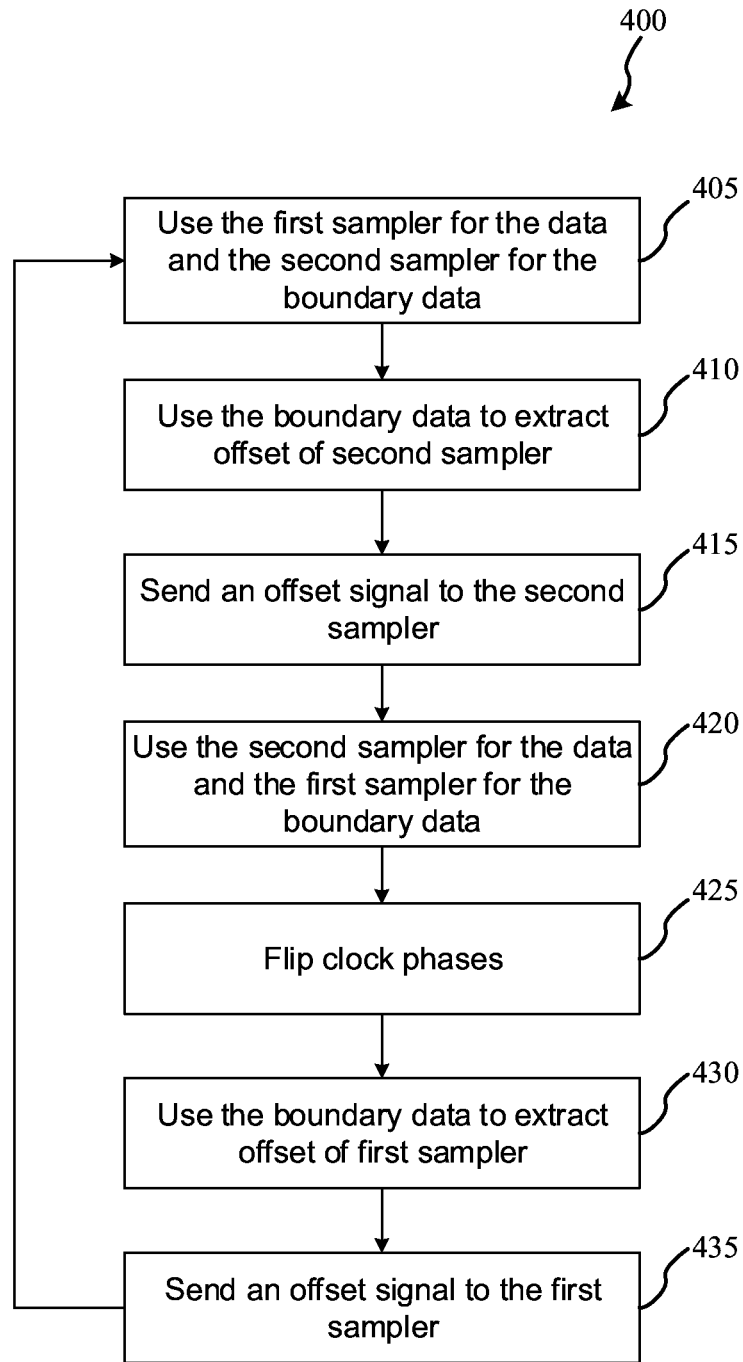 400
405
Use the first sampler for the data
and the second sampler for the
boundary data
410
Use the boundary data to extract
offset of second sampler
415
Send an offset signal to the second
sampler
420
Use the second sampler for the data
and the first sampler for the
boundary data
425
Flip clock phases
430
Use the boundary data to extract
offset of first sampler
435
Send an offset signal to the first
sampler